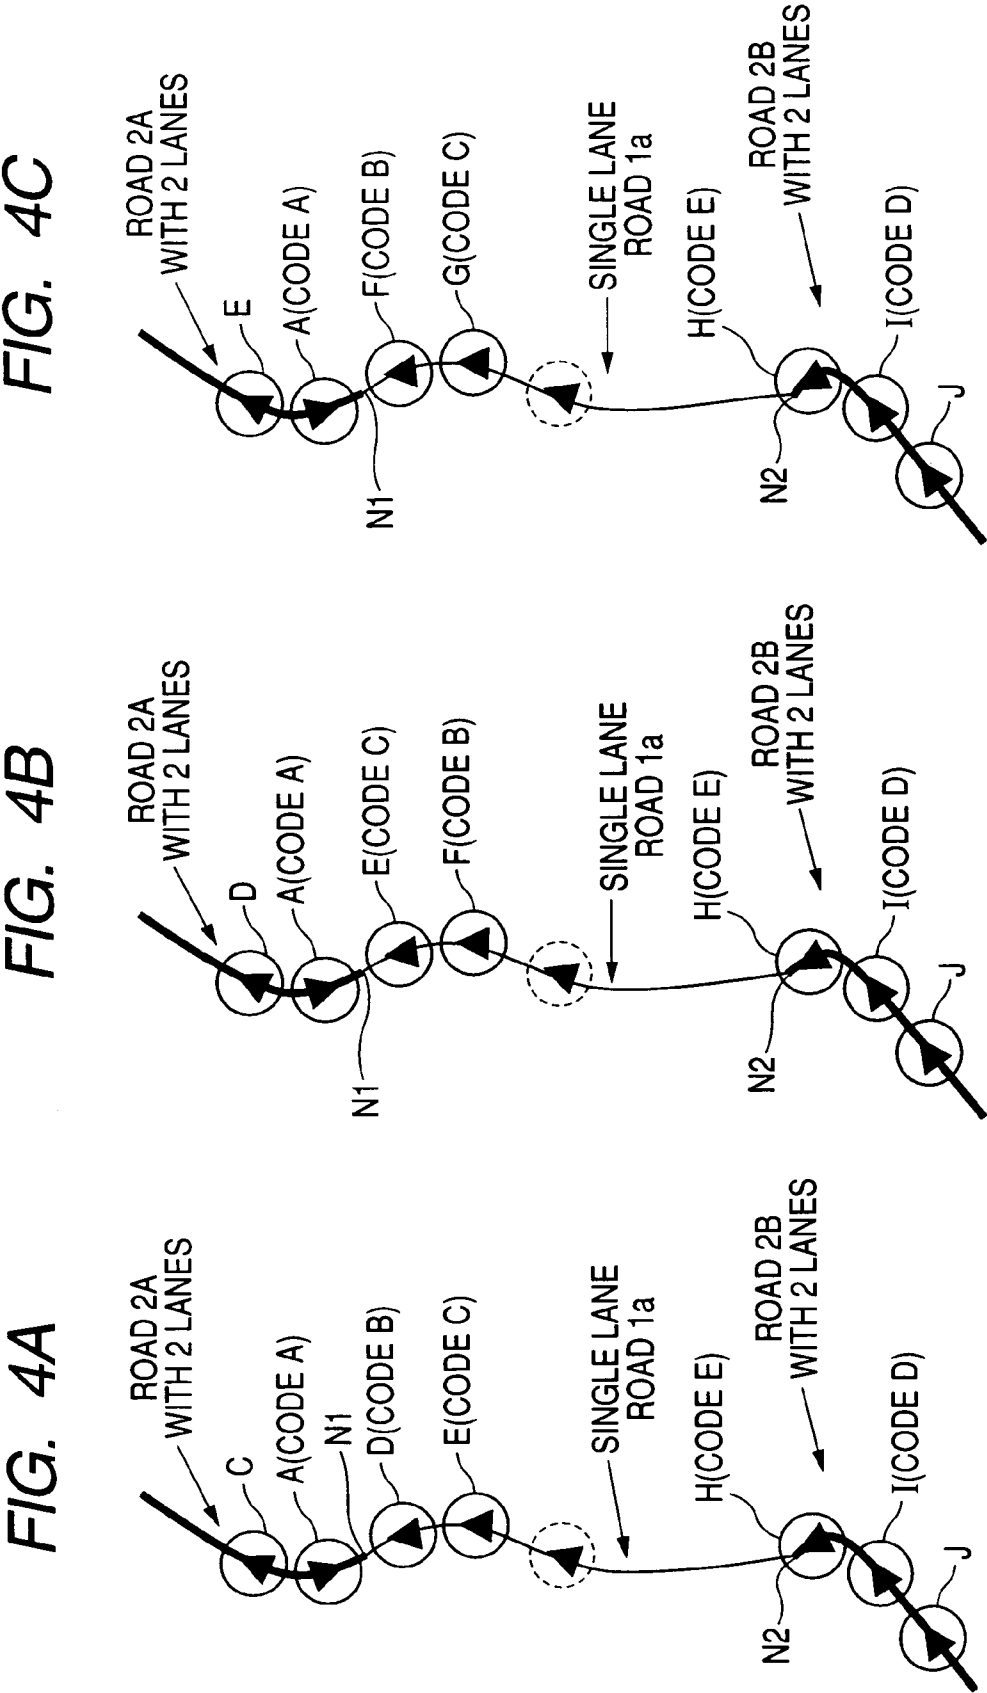 FIG. 4A
ROAD 2A
WITH 2 LANES
C
A(CODE A)
N1
D(CODE B)
E(CODE C)
SINGLE LANE
ROAD 1a
H(CODE E)
ROAD 2B
WITH 2 LANES
N2
I(CODE D)
J
FIG. 4B
ROAD 2A
WITH 2 LANES
D
A(CODE A)
E(CODE C)
F(CODE B)
N1
SINGLE LANE
ROAD 1a
H(CODE E)
ROAD 2B
WITH 2 LANES
N2
I(CODE D)
J
FIG. 4C
ROAD 2A
WITH 2 LANES
E
A(CODE A)
F(CODE B)
G(CODE C)
N1
SINGLE LANE
ROAD 1a
H(CODE E)
ROAD 2B
WITH 2 LANES
N2
I(CODE D)
J